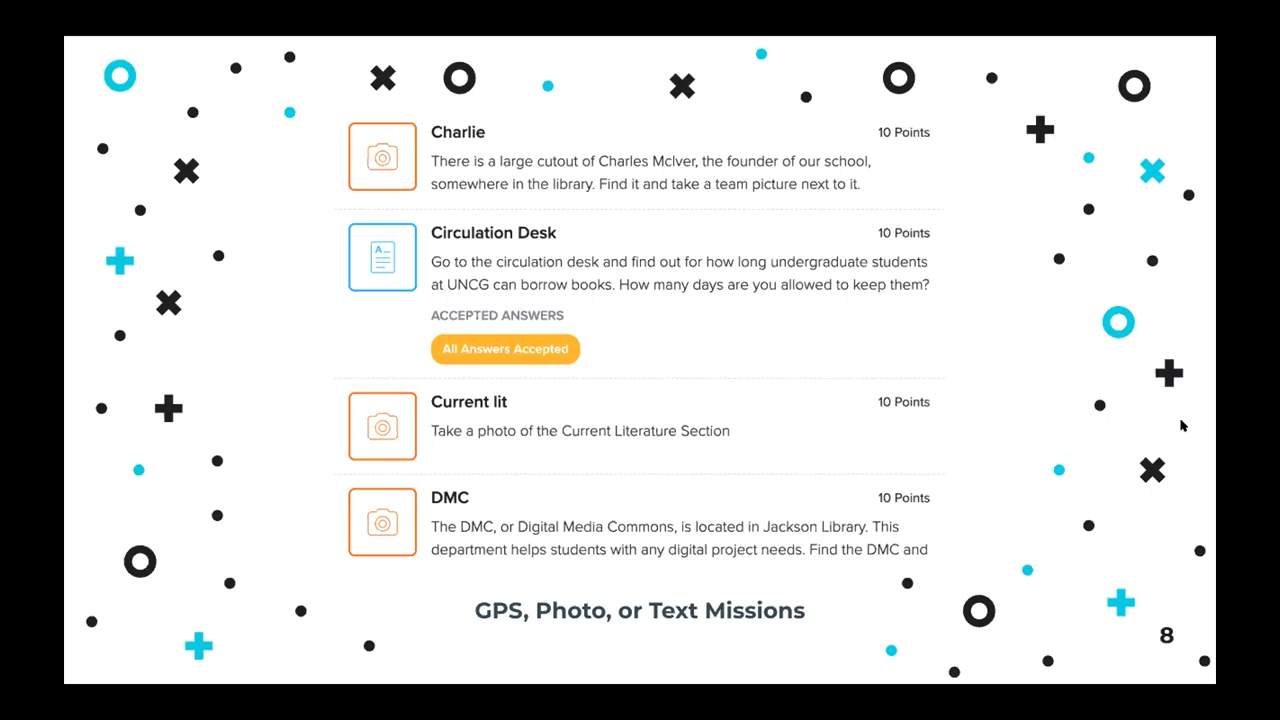 Charlie
10 Points
There is a large cutout of Charles McIver, the founder of our school,
somewhere in the library. Find it and take a team picture next to it.
Circulation Desk
10 Points
Go to the circulation desk and find out for how long undergraduate students
at UNCG can borrow books. How many days are you allowed to keep them?
ACCEPTED ANSWERS
All Answers Accepted
Current lit
10 Points
Take a photo of the Current Literature Section
DMC
10 Points
The DMC, or Digital Media Commons, is located in Jackson Library. This
department helps students with any digital project needs. Find the DMC and
GPS, Photo, or Text Missions
8